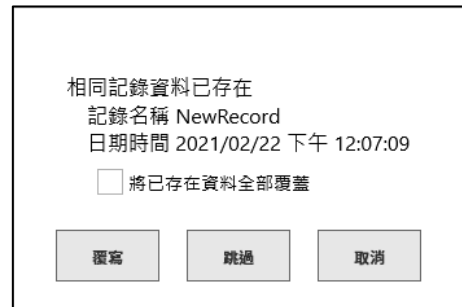 相同記錄資料已存在
記錄名稱 NewRecord
日期時間 2021/02/22 下午 12:07:09
將已存在資料全部覆蓋
覆寫 跳過 取消